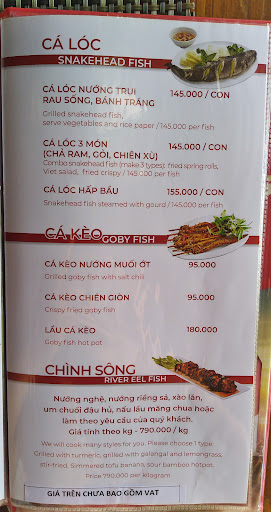 CÁ LÓC
SNAKEHEAD FISH
CÁ LÓC NƯỚNG TRUI 145.000 / CON
RAU SỐNG, BÁNH TRÁNG
Grilled snakehead fish,
serve vegetables and rice paper / 145.000 per fish
CÁ LÓC 3 MÓN 145.000 / CON
(CHẢ RAM, GỎI, CHIÊN XÙ)
Combo snakehead fish (make 3 types): fried spring rolls,
Viet salad, fried crispy / 145.000 per fish
CÁ LÓC HẤP BẦU 155.000 / CON
Snakehead fish steamed with gourd / 145.000 per fish
CÁ KÈO
GOBY FISH
CÁ KÈO NƯỚNG MUỐI ỚT 95.000
Grilled goby fish with salt chili
CÁ KÈO CHIÊN GIÒN 95.000
Crispy fried goby fish
LẨU CÁ KÈO 180.000
Goby fish hot pot
CHÌNH SÔNG
RIVER EEL FISH
Nướng nghệ, nướng riềng sả, xào lăn,
um chuối đậu hủ, nấu lẩu măng chua hoặc
làm theo yêu cầu của quý khách.
Giá tính theo kg - 790.000 / kg
We will cook many styles for you. Please choose 1 type:
Grilled with turmeric, grilled with galangal and lemongrass,
stir-fried, Simmered tofu banana, sour bamboo hotpot.
Price 790.000 per kilogram.
GIÁ TRÊN CHƯA BAO GỒM VAT